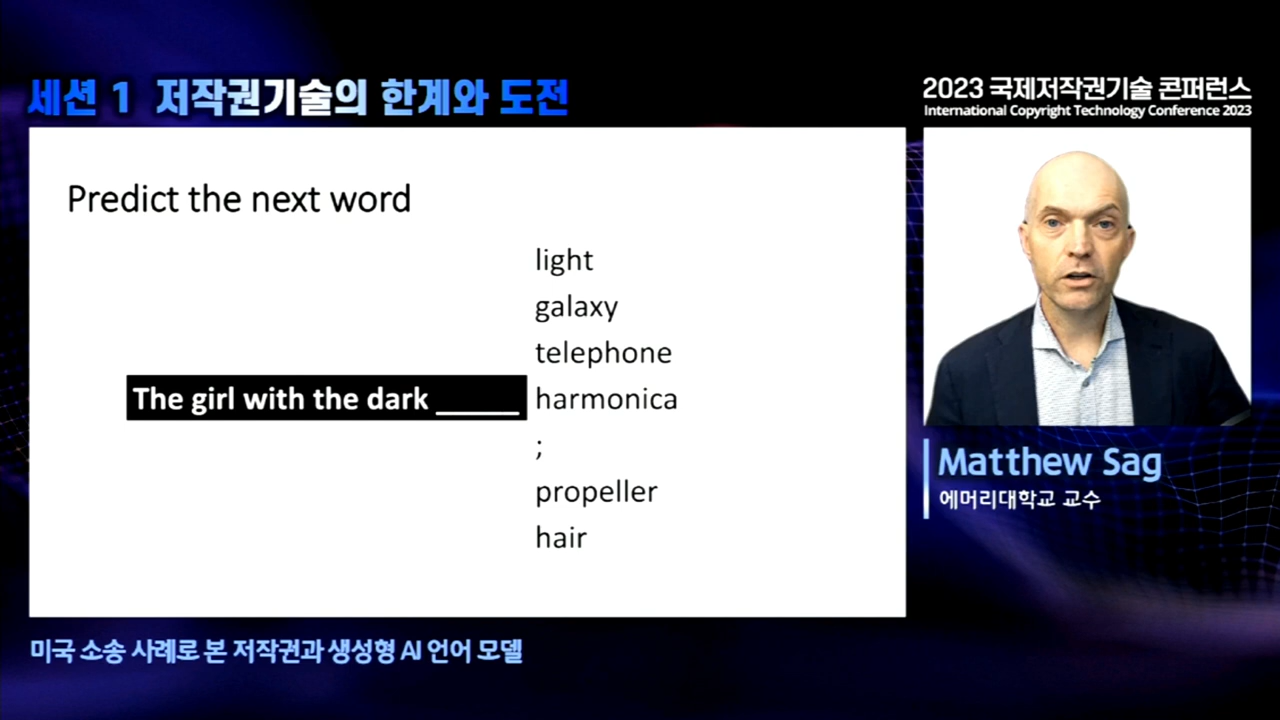 세션 1 저작권기술의 한계와 도전
2023 국제저작권기술 콘퍼런스
International Copyright Technology Conference 2023
Predict the next word
light
galaxy
telephone
The girl with the dark ______ harmonica
;
propeller
hair
Matthew Sag
에머리대학교 교수
미국 소송 사례로 본 저작권과 생성형 AI 언어 모델